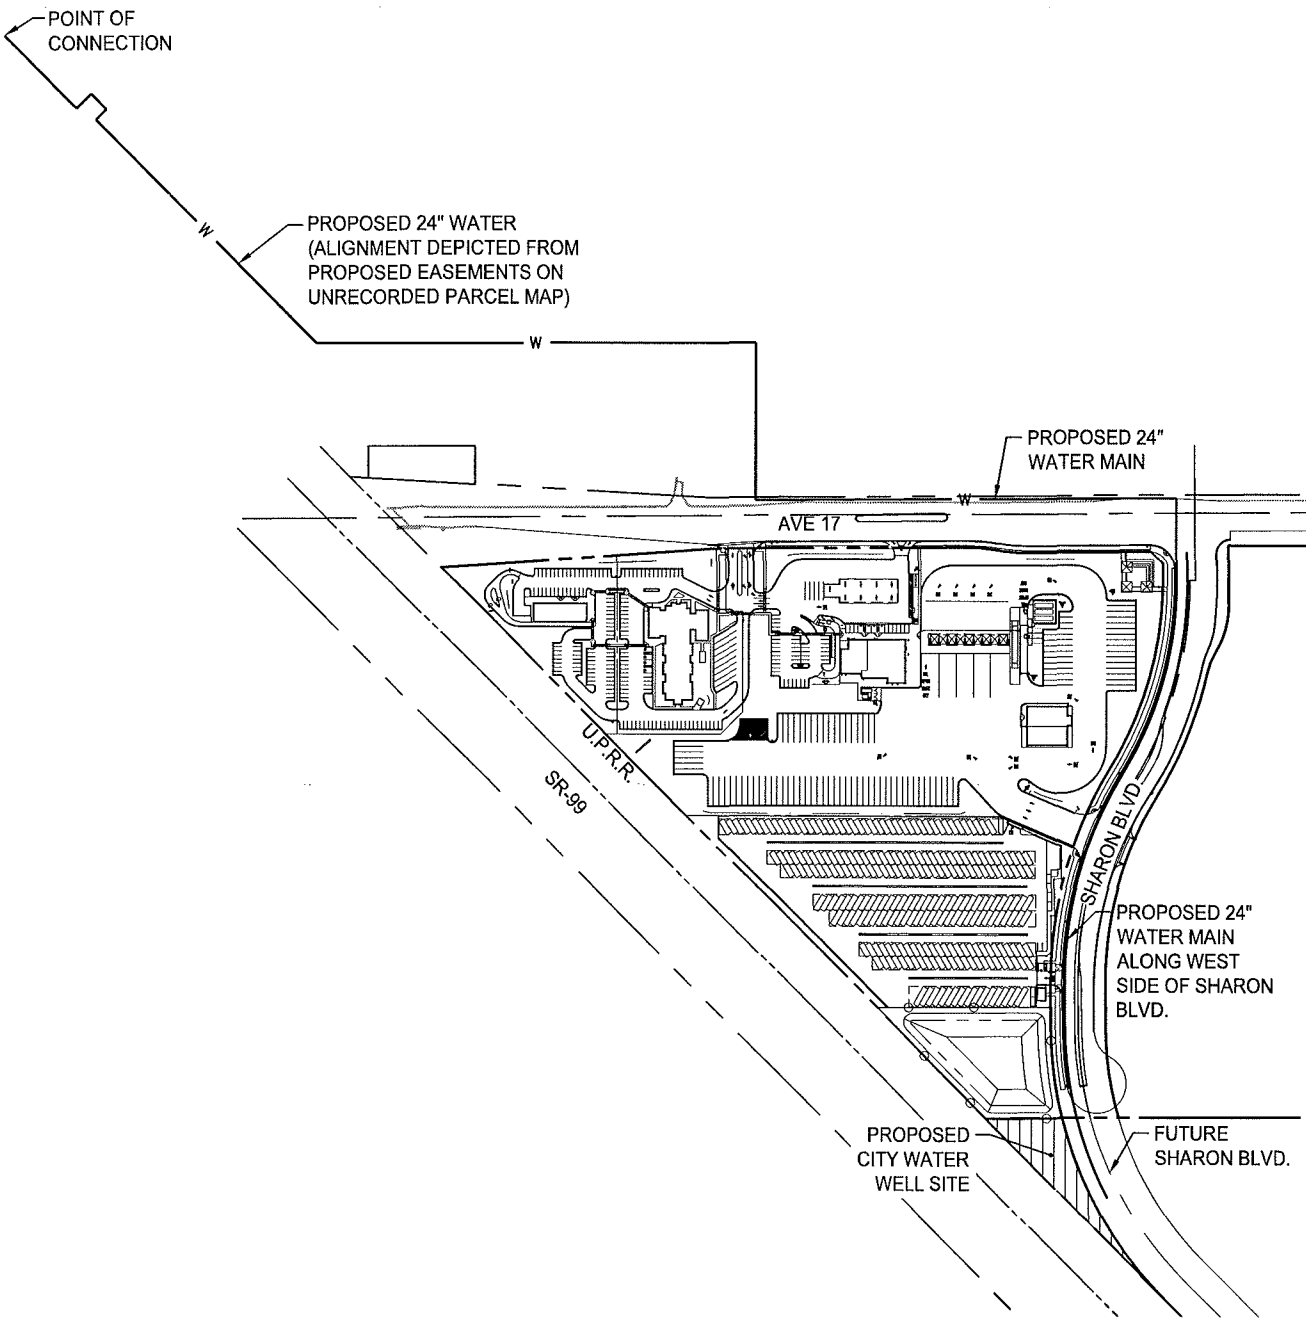 POINT OF
CONNECTION
W
PROPOSED 24" WATER
(ALIGNMENT DEPICTED FROM
PROPOSED EASEMENTS ON
UNRECORDED PARCEL MAP)
W
PROPOSED 24"
WATER MAIN
W
AVE 17
U.P.R.R.
SR-99
SHARON BLVD
PROPOSED 24"
WATER MAIN
ALONG WEST
SIDE OF SHARON
BLVD.
PROPOSED
CITY WATER
WELL SITE
FUTURE
SHARON BLVD.